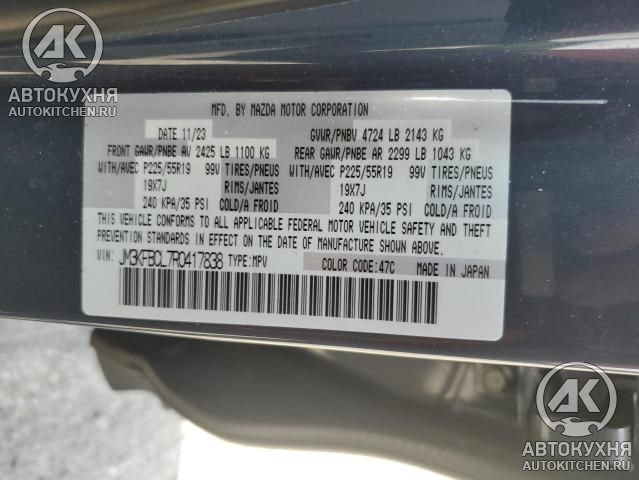 AK
АВТОКУХНЯ
AUTOKITCHEN.RU
MFD. BY MAZDA MOTOR CORPORATION
DATE 11/23 GVWR/PNBV 4724 LB 2143 KG
FRONT GAWR/PNBE AV 2425 LB 1100 KG REAR GAWR/PNBE AR 2299 LB 1043 KG
WITH/AVEC P225/55R19 99V TIRES/PNEUS WITH/AVEC P225/55R19 99V TIRES/PNEUS
19X7J RIMS/JANTES 19X7J RIMS/JANTES
240 KPA/35 PSI COLD/A FROID 240 KPA/35 PSI COLD/A FROID
THIS VEHICLE CONFORMS TO ALL APPLICABLE FEDERAL MOTOR VEHICLE SAFETY AND THEFT
PREVENTION STANDARDS IN EFFECT ON THE DATE OF MANUFACTURE SHOWN ABOVE.
VIN: JM3KFBCL7R0417838 TYPE:MPV COLOR CODE:47C MADE IN JAPAN
AK
АВТОКУХНЯ
AUTOKITCHEN.RU